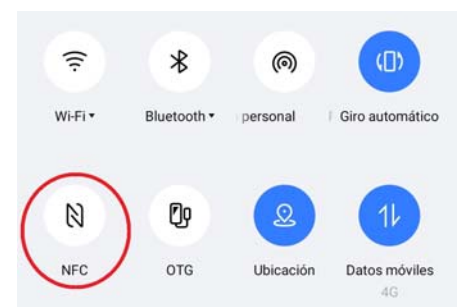 Wi-Fi Bluetooth personal Giro automático
NFC OTG Ubicación Datos móviles
4G